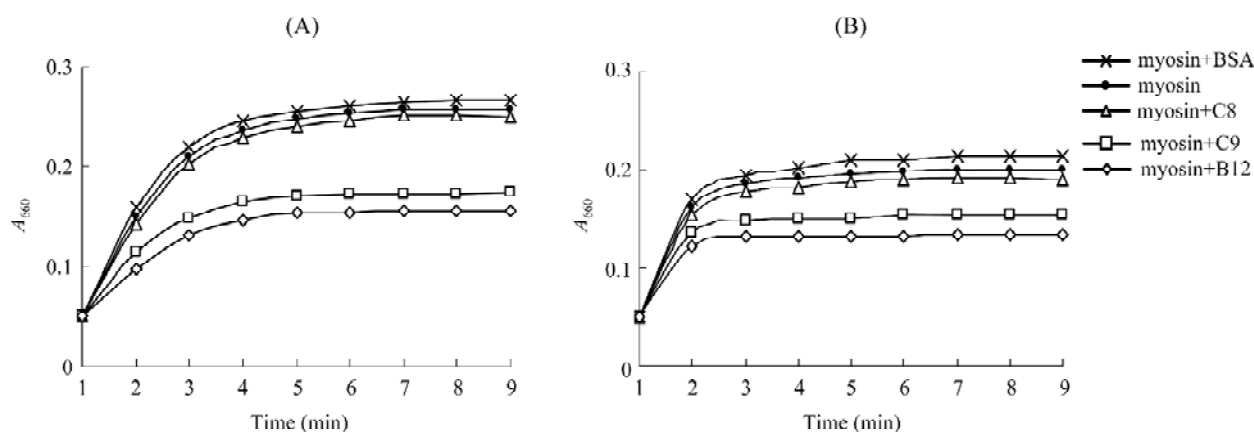 (A)
(B)
0.3
0.2
0.1
0
A660
1 2 3 4 5 6 7 8 9
Time (min)
0.3
0.2
0.1
0
A660
1 2 3 4 5 6 7 8 9
Time (min)
myosin+BSA
myosin
myosin+C8
myosin+C9
myosin+B12